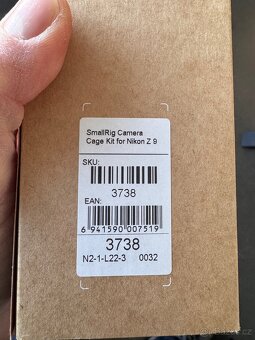 SmallRig Camera
Cage Kit for Nikon Z 9
SKU:
3738
EAN:
6 941590 007519
3738
N2-1-L22-3 0032